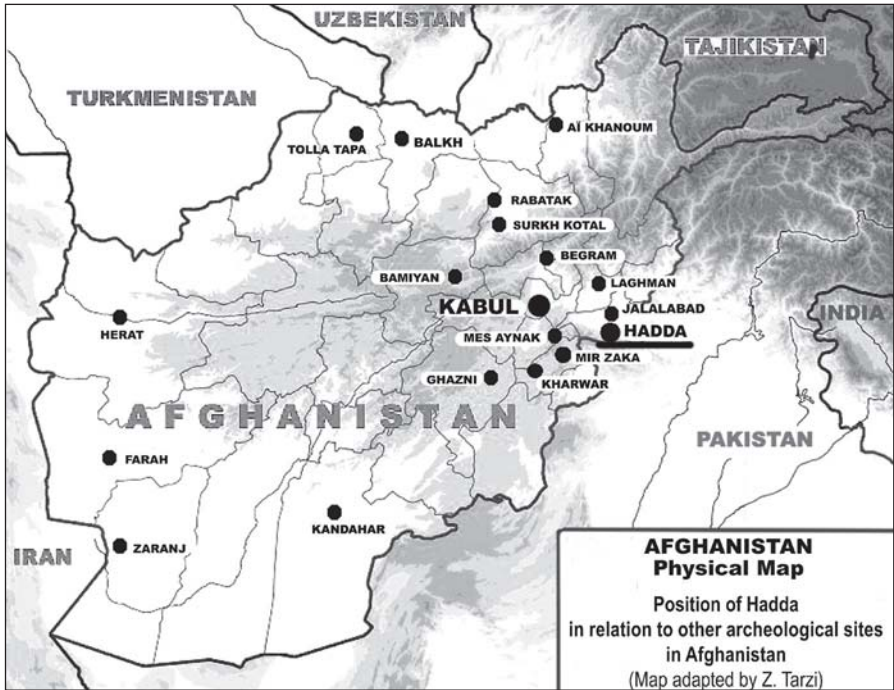 UZBEKISTAN
TAJIKISTAN
TURKMENISTAN
TOLLA TAPA
BALKH
AÏ KHANOUM
RABATAK
SURKH KOTAL
BEGRAM
BAMIYAN
LAGHMAN
KABUL
JALALABAD
INDIA
HERAT
MES AYNAK
HADDA
MIR ZAKA
GHAZNI
KHARWAR
AFGHANISTAN
PAKISTAN
FARAH
KANDAHAR
IRAN
ZARANJ
AFGHANISTAN
Physical Map
Position of Hadda
in relation to other archeological sites
in Afghanistan
(Map adapted by Z. Tarzi)